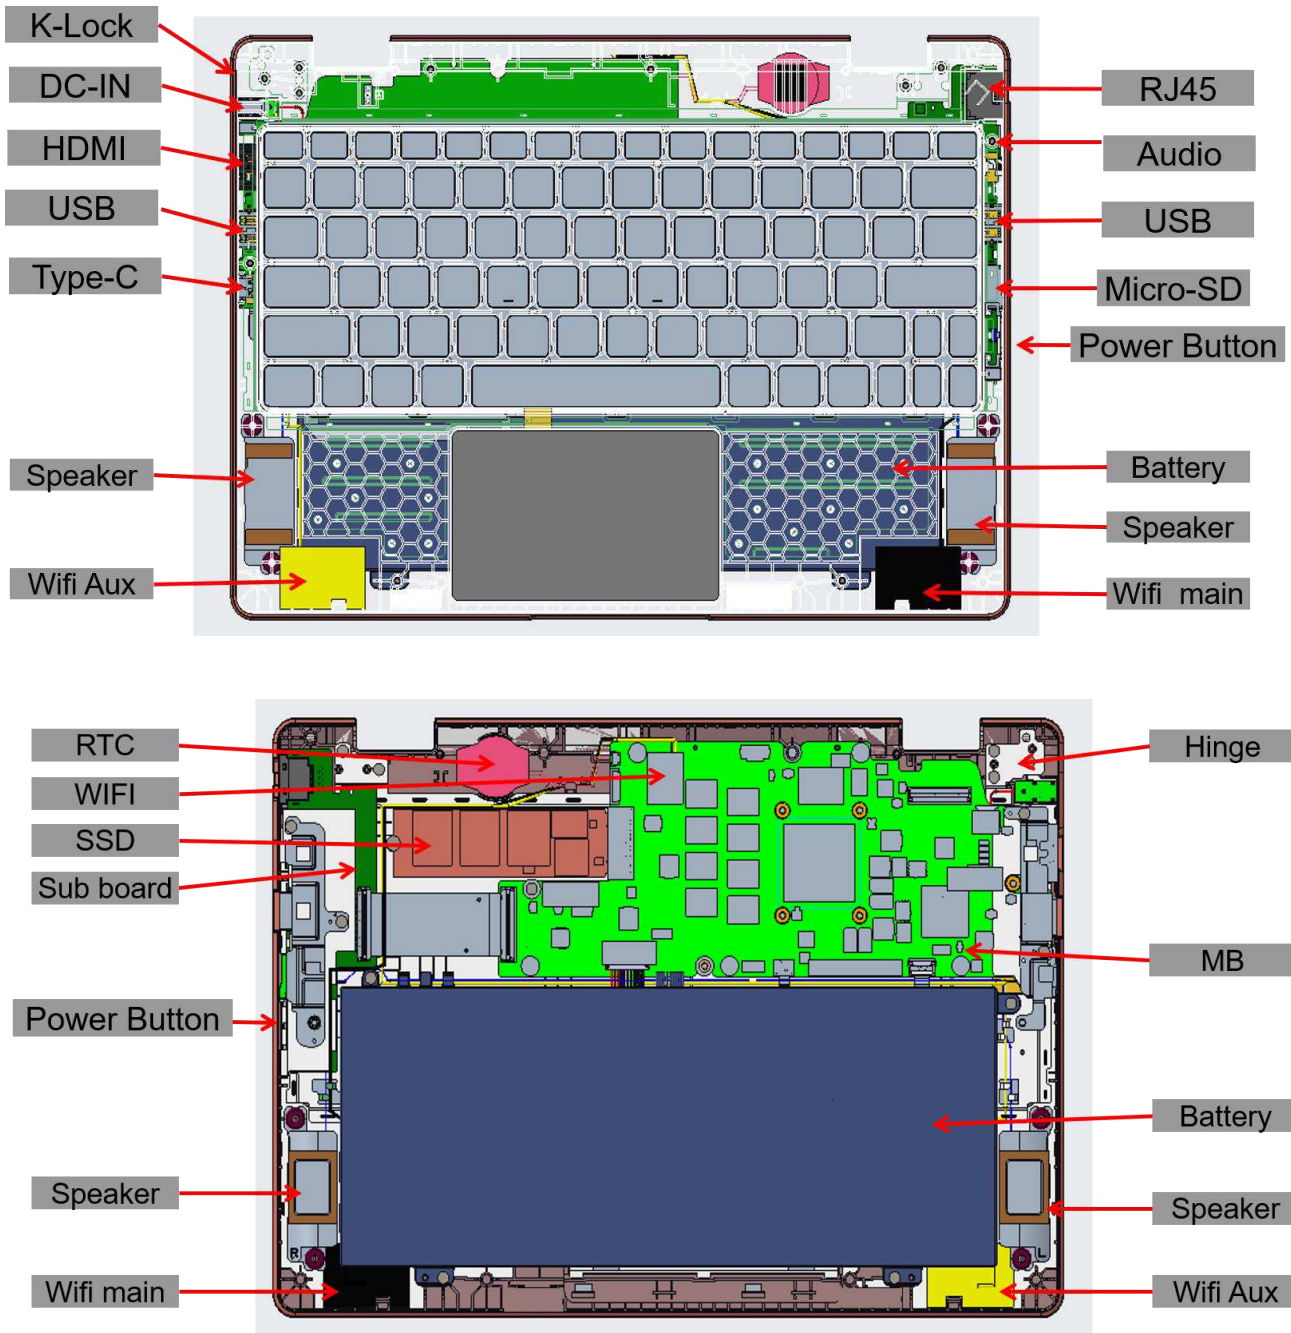 K-Lock
DC-IN
HDMI
USB
Type-C
Speaker
Wifi Aux
RJ45
Audio
USB
Micro-SD
Power Button
Battery
Speaker
Wifi main
RTC
WIFI
SSD
Sub board
Power Button
Speaker
Wifi main
Hinge
MB
Battery
Speaker
Wifi Aux
R
L